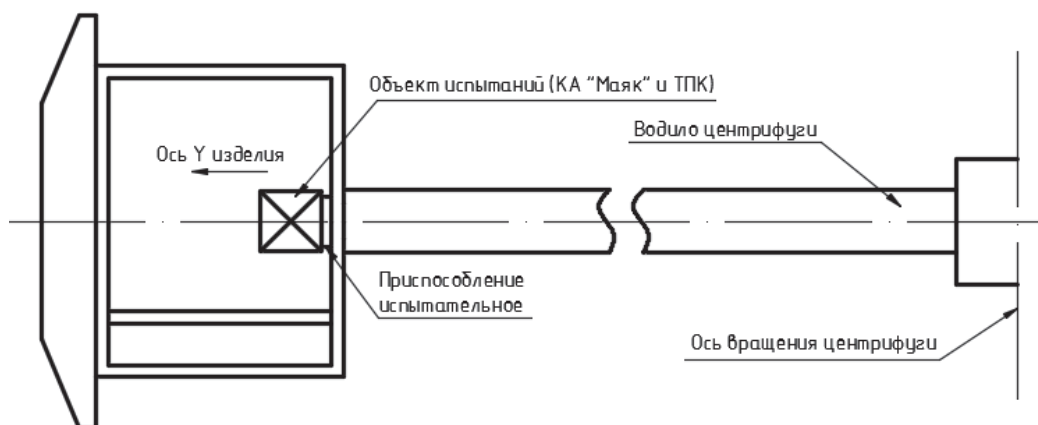 Объект испытаний (КА "Маяк" и ТПК)
Водило центрифуги
Ось Y изделия
Приспособление
испытательное
Ось вращения центрифуги